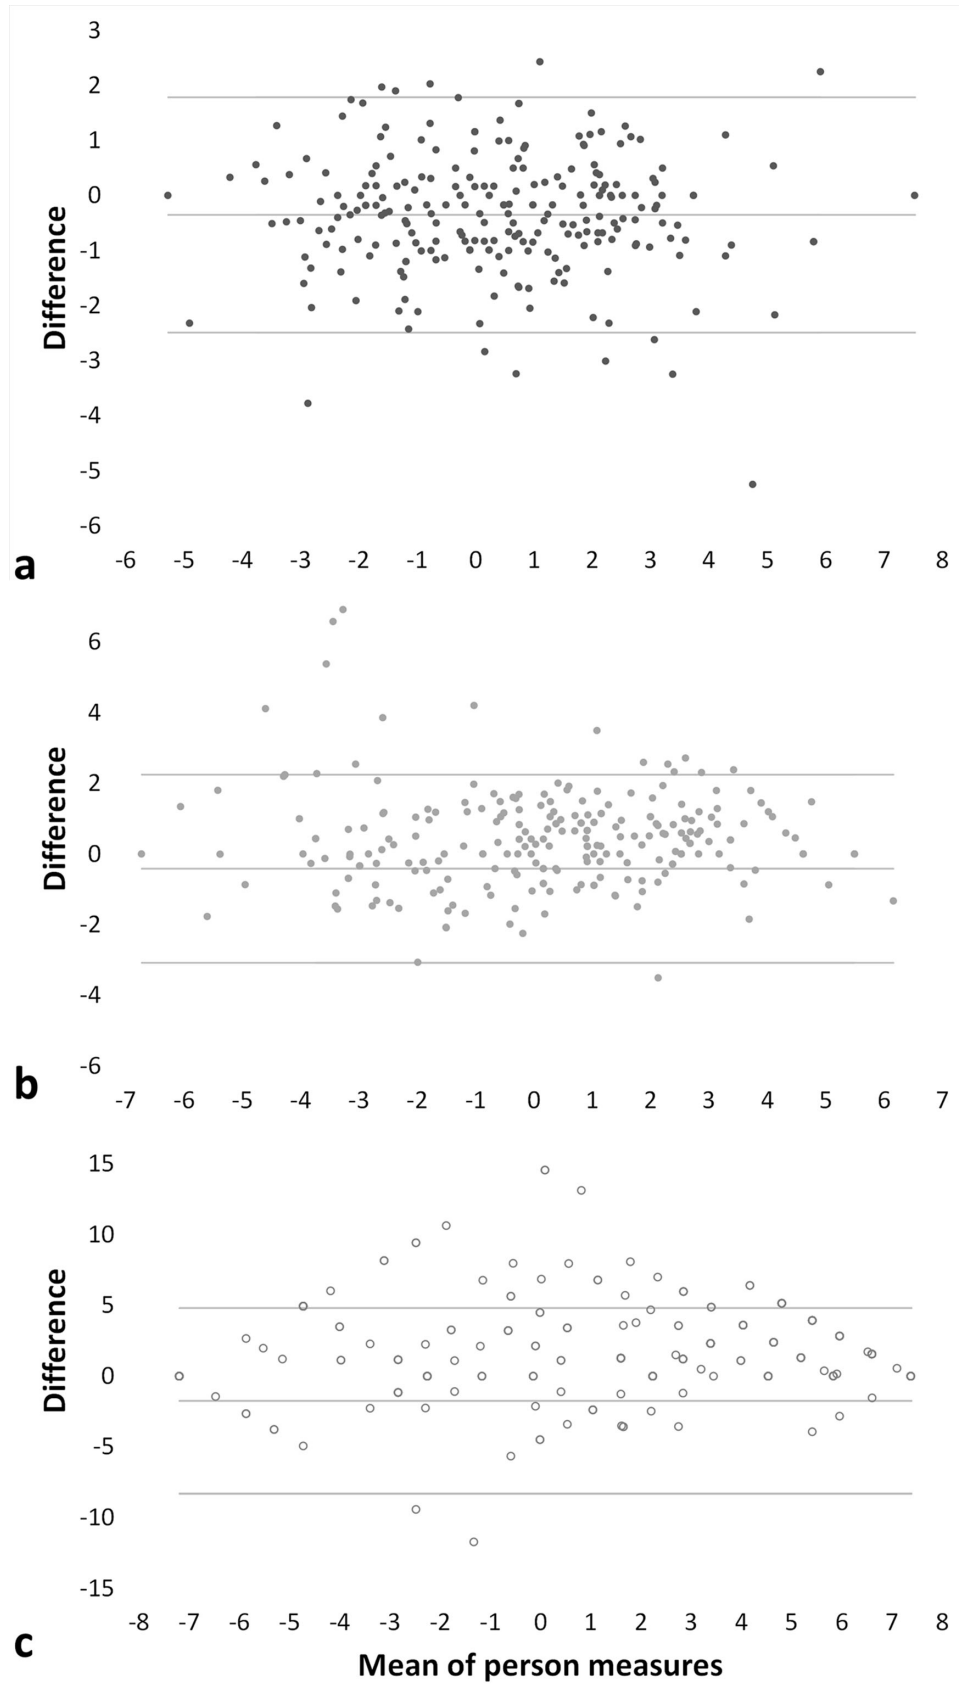 3
2
1
0
-1
-2
-3
-4
-5
-6
Difference
-6 -5 -4 -3 -2 -1 0 1 2 3 4 5 6 7 8
a
6
4
2
0
-2
-4
-6
Difference
-7 -6 -5 -4 -3 -2 -1 0 1 2 3 4 5 6 7
b
15
10
5
0
-5
-10
-15
Difference
-8 -7 -6 -5 -4 -3 -2 -1 0 1 2 3 4 5 6 7 8
c
Mean of person measures